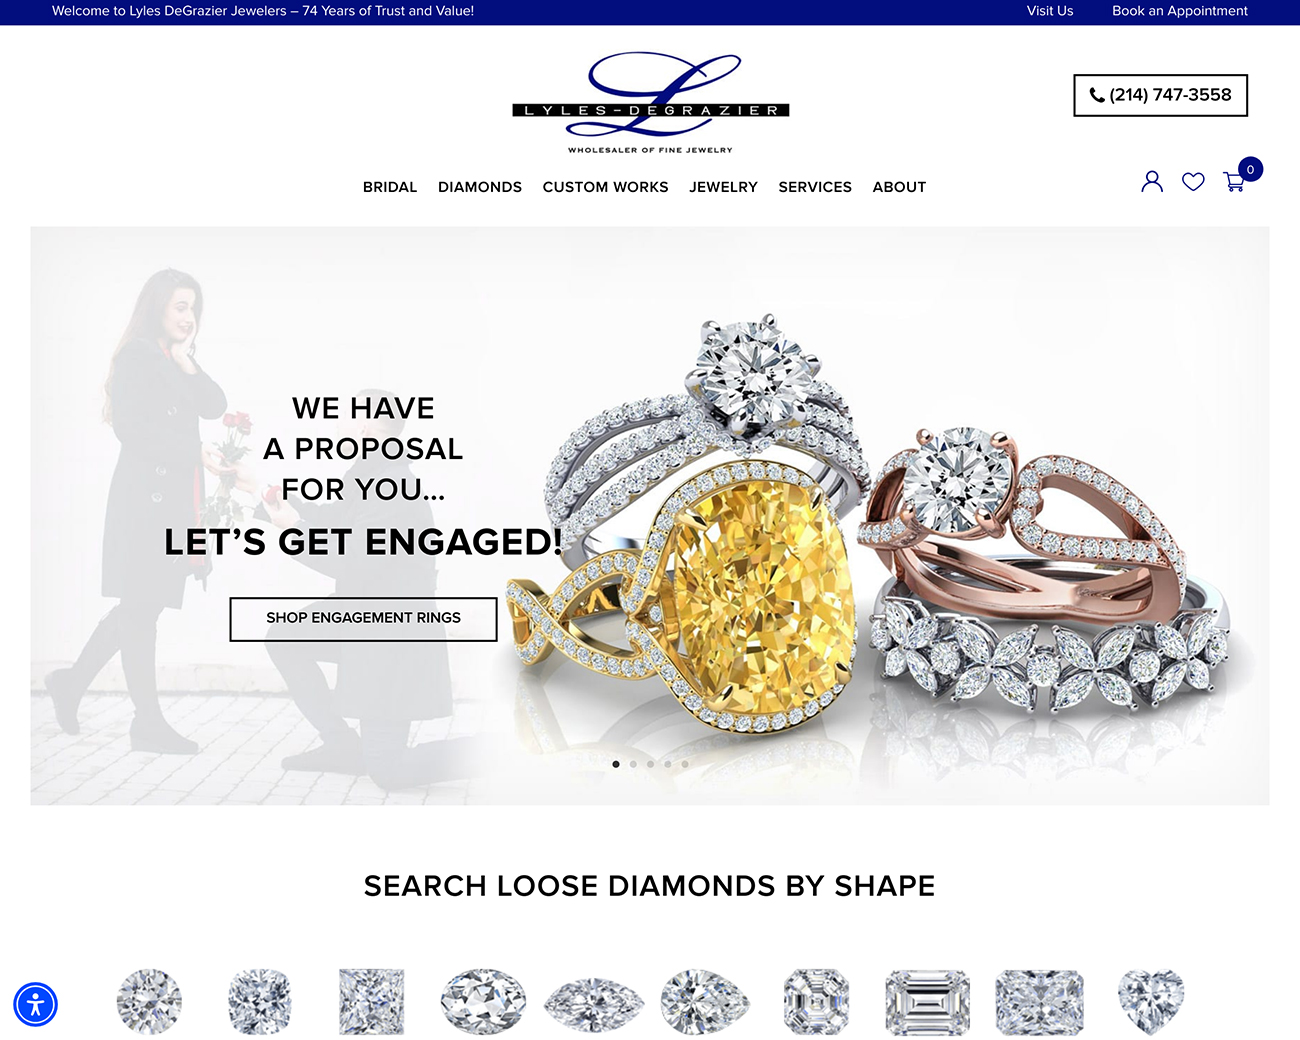 Welcome to Lyles DeGrazier Jewelers – 74 Years of Trust and Value!
Visit Us
Book an Appointment
L
LYLES-DEGRAZIER
WHOLESALER OF FINE JEWELRY
(214) 747-3558
BRIDAL
DIAMONDS
CUSTOM WORKS
JEWELRY
SERVICES
ABOUT
0
WE HAVE
A PROPOSAL
FOR YOU...
LET’S GET ENGAGED!
SHOP ENGAGEMENT RINGS
SEARCH LOOSE DIAMONDS BY SHAPE